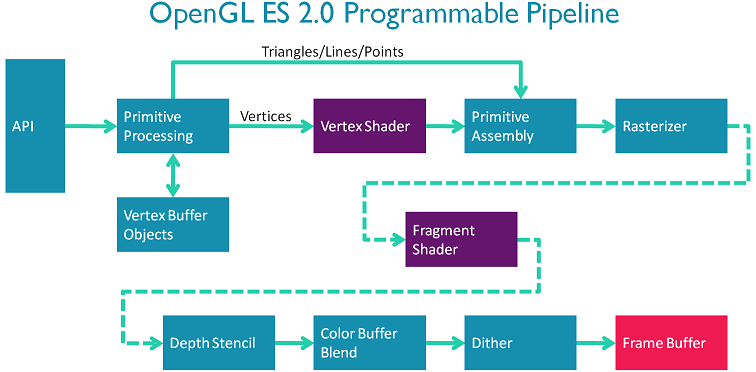 OpenGL ES 2.0 Programmable Pipeline
Triangles/Lines/Points
API
Primitive
Processing
Vertices
Vertex Shader
Primitive
Assembly
Rasterizer
Vertex Buffer
Objects
Fragment
Shader
Depth Stencil
Color Buffer
Blend
Dither
Frame Buffer